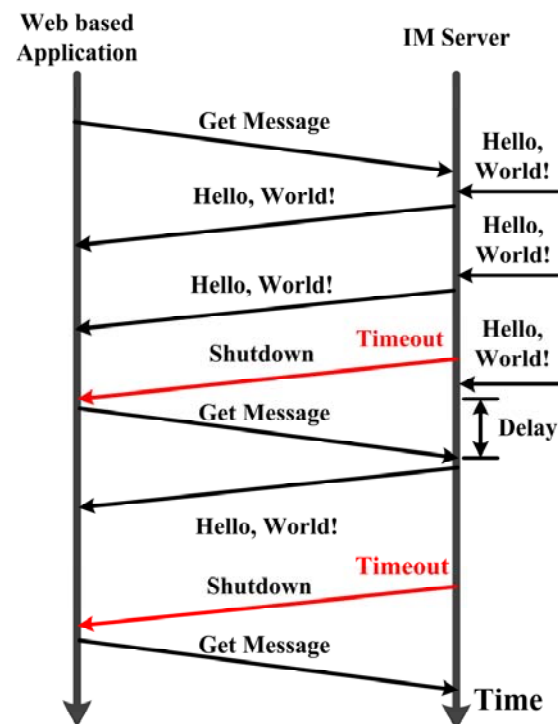 Web based
Application
IM Server
Get Message
Hello,
World!
Hello, World!
Hello,
World!
Hello, World!
Timeout
Hello,
World!
Shutdown
Get Message
Delay
Hello, World!
Timeout
Shutdown
Get Message
Time